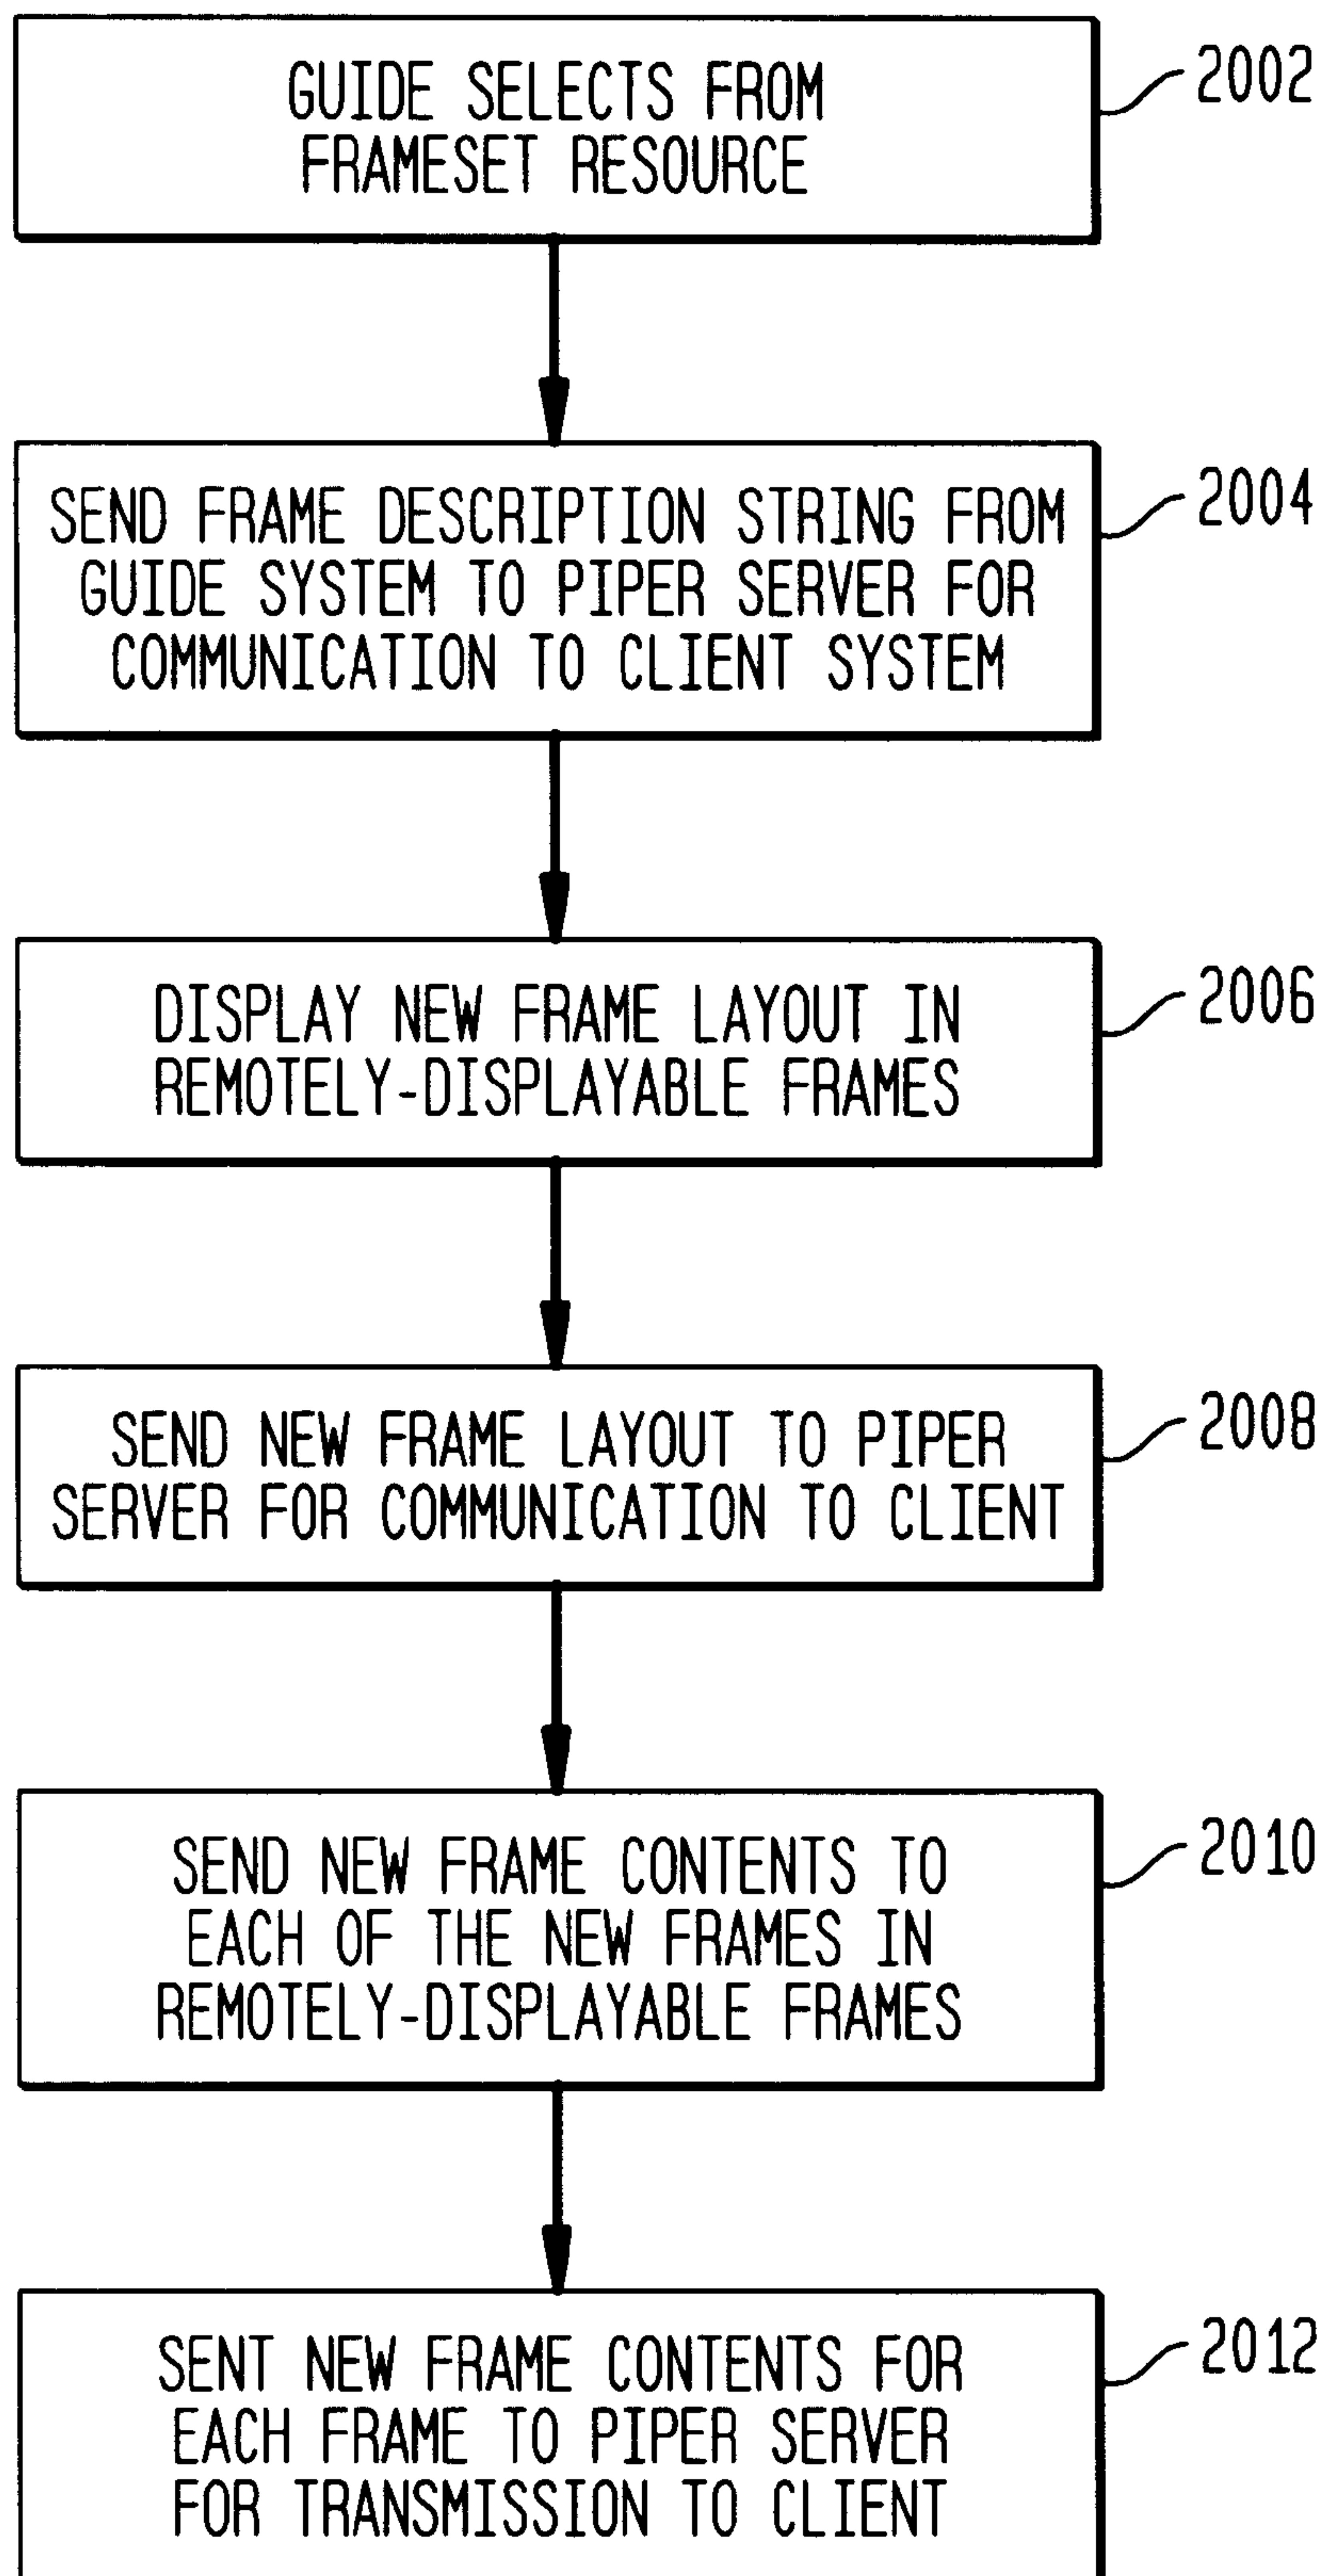 GUIDE SELECTS FROM
FRAMESET RESOURCE
2002
SEND FRAME DESCRIPTION STRING FROM
GUIDE SYSTEM TO PIPER SERVER FOR
COMMUNICATION TO CLIENT SYSTEM
2004
DISPLAY NEW FRAME LAYOUT IN
REMOTELY-DISPLAYABLE FRAMES
2006
SEND NEW FRAME LAYOUT TO PIPER
SERVER FOR COMMUNICATION TO CLIENT
2008
SEND NEW FRAME CONTENTS TO
EACH OF THE NEW FRAMES IN
REMOTELY-DISPLAYABLE FRAMES
2010
SENT NEW FRAME CONTENTS FOR
EACH FRAME TO PIPER SERVER
FOR TRANSMISSION TO CLIENT
2012